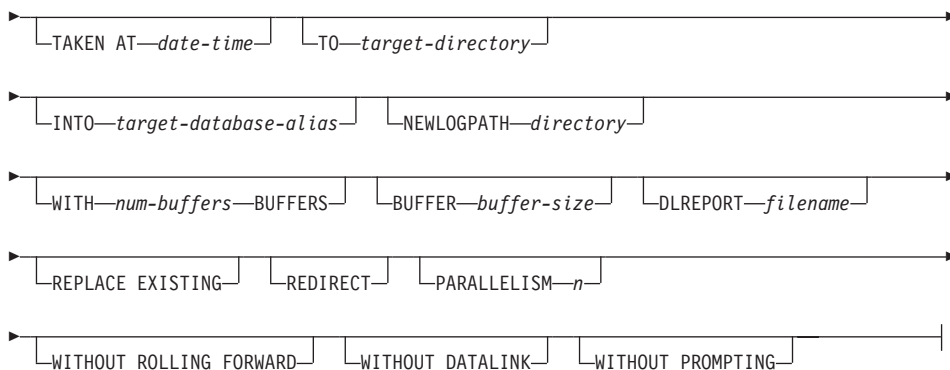 TAKEN AT date-time TO target-directory
INTO target-database-alias NEWLOGPATH directory
WITH num-buffers BUFFERS BUFFER buffer-size DLREPORT filename
REPLACE EXISTING REDIRECT PARALLELISM n
WITHOUT ROLLING FORWARD WITHOUT DATALINK WITHOUT PROMPTING